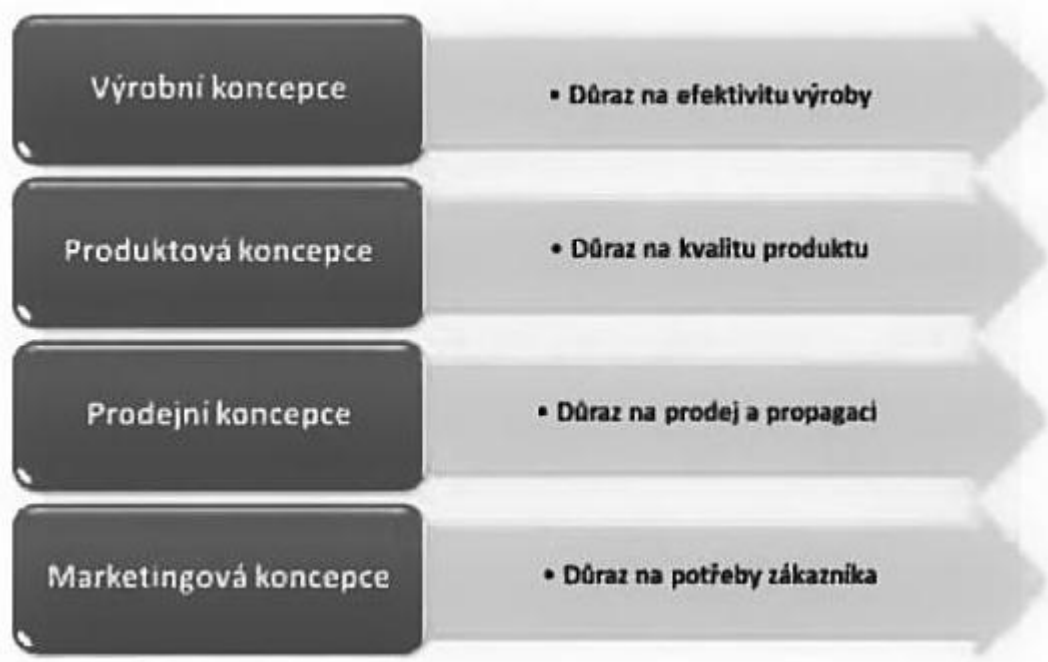 Výrobní koncepce
• Důraz na efektivitu výroby
Produktová koncepce
• Důraz na kvalitu produktu
Prodejní koncepce
• Důraz na prodej a propagaci
Marketingová koncepce
• Důraz na potřeby zákazníka